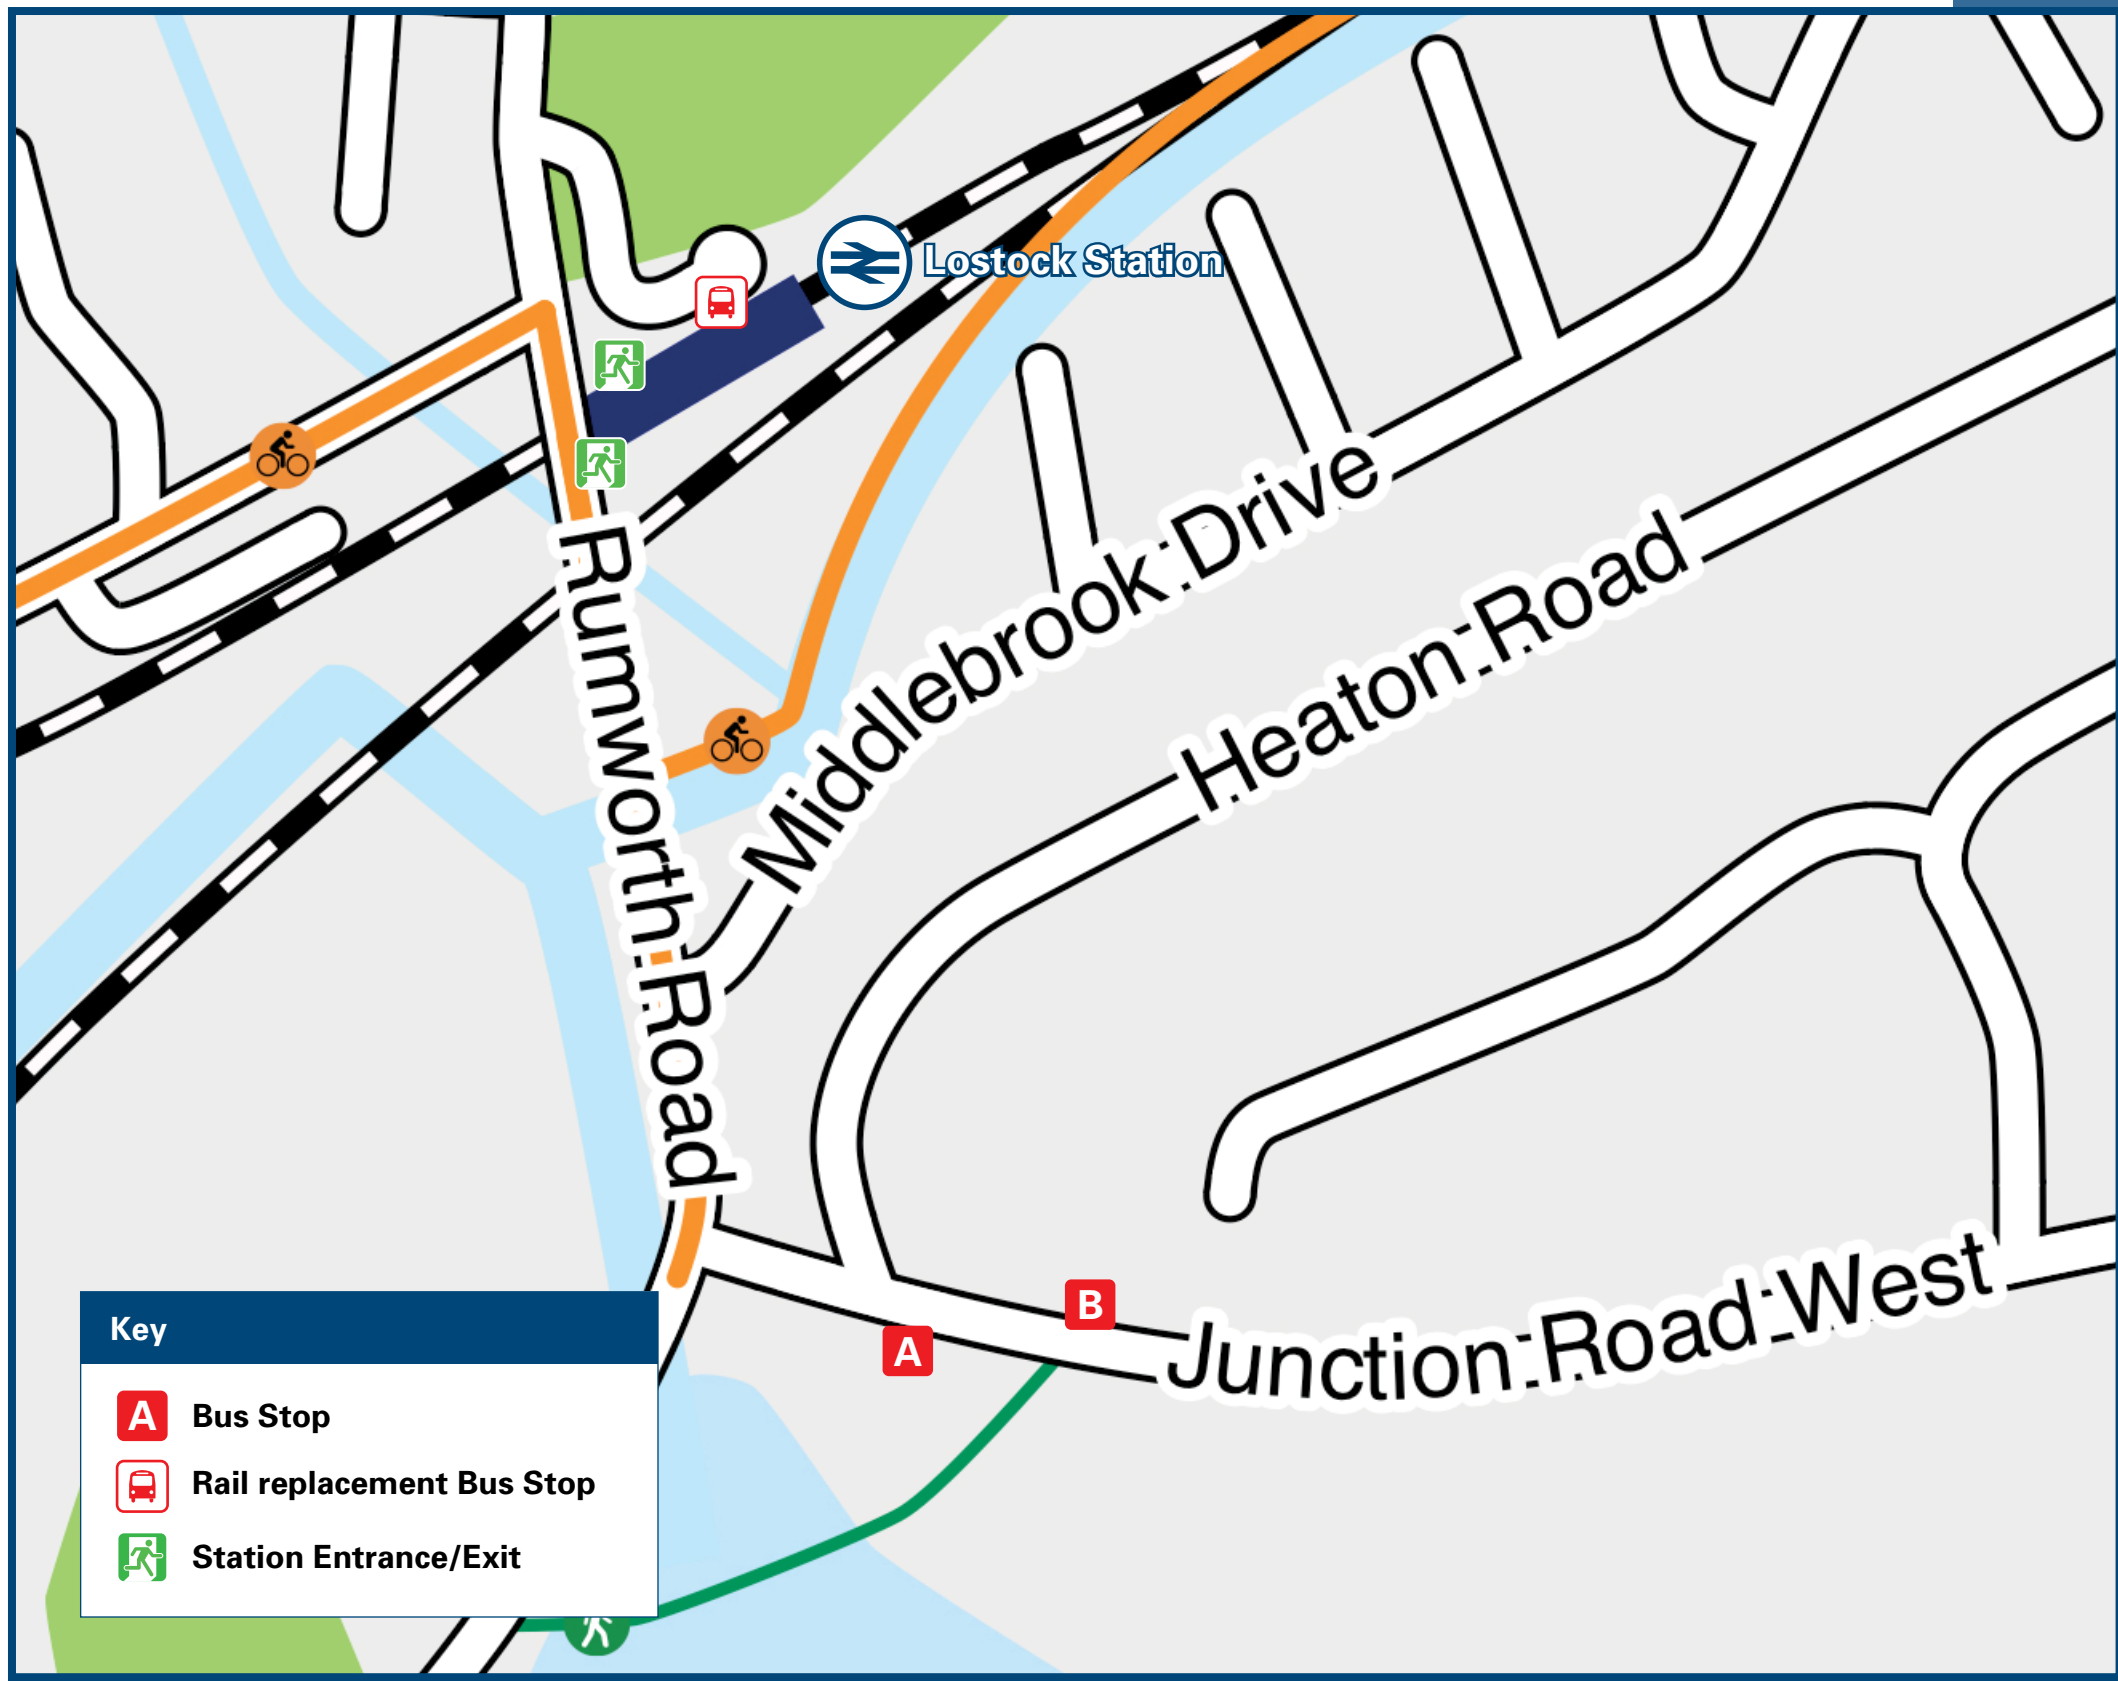 Lostock Station
Rumworth Road
Middlebrook Drive
Heaton Road
Junction Road West
B
A
Key
A Bus Stop
Rail replacement Bus Stop
Station Entrance/Exit